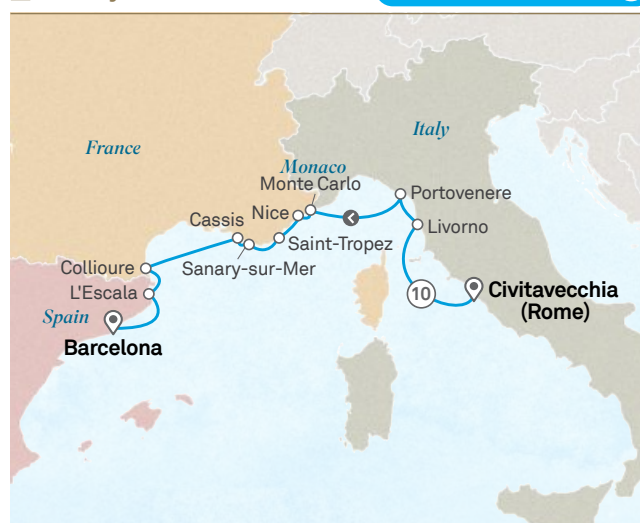 France
Italy
Monaco
Monte Carlo
Portovenere
Nice
Cassis
Livorno
Saint-Tropez
Sanary-sur-Mer
Collioure
L'Escala
10
Civitavecchia
(Rome)
Spain
Barcelona